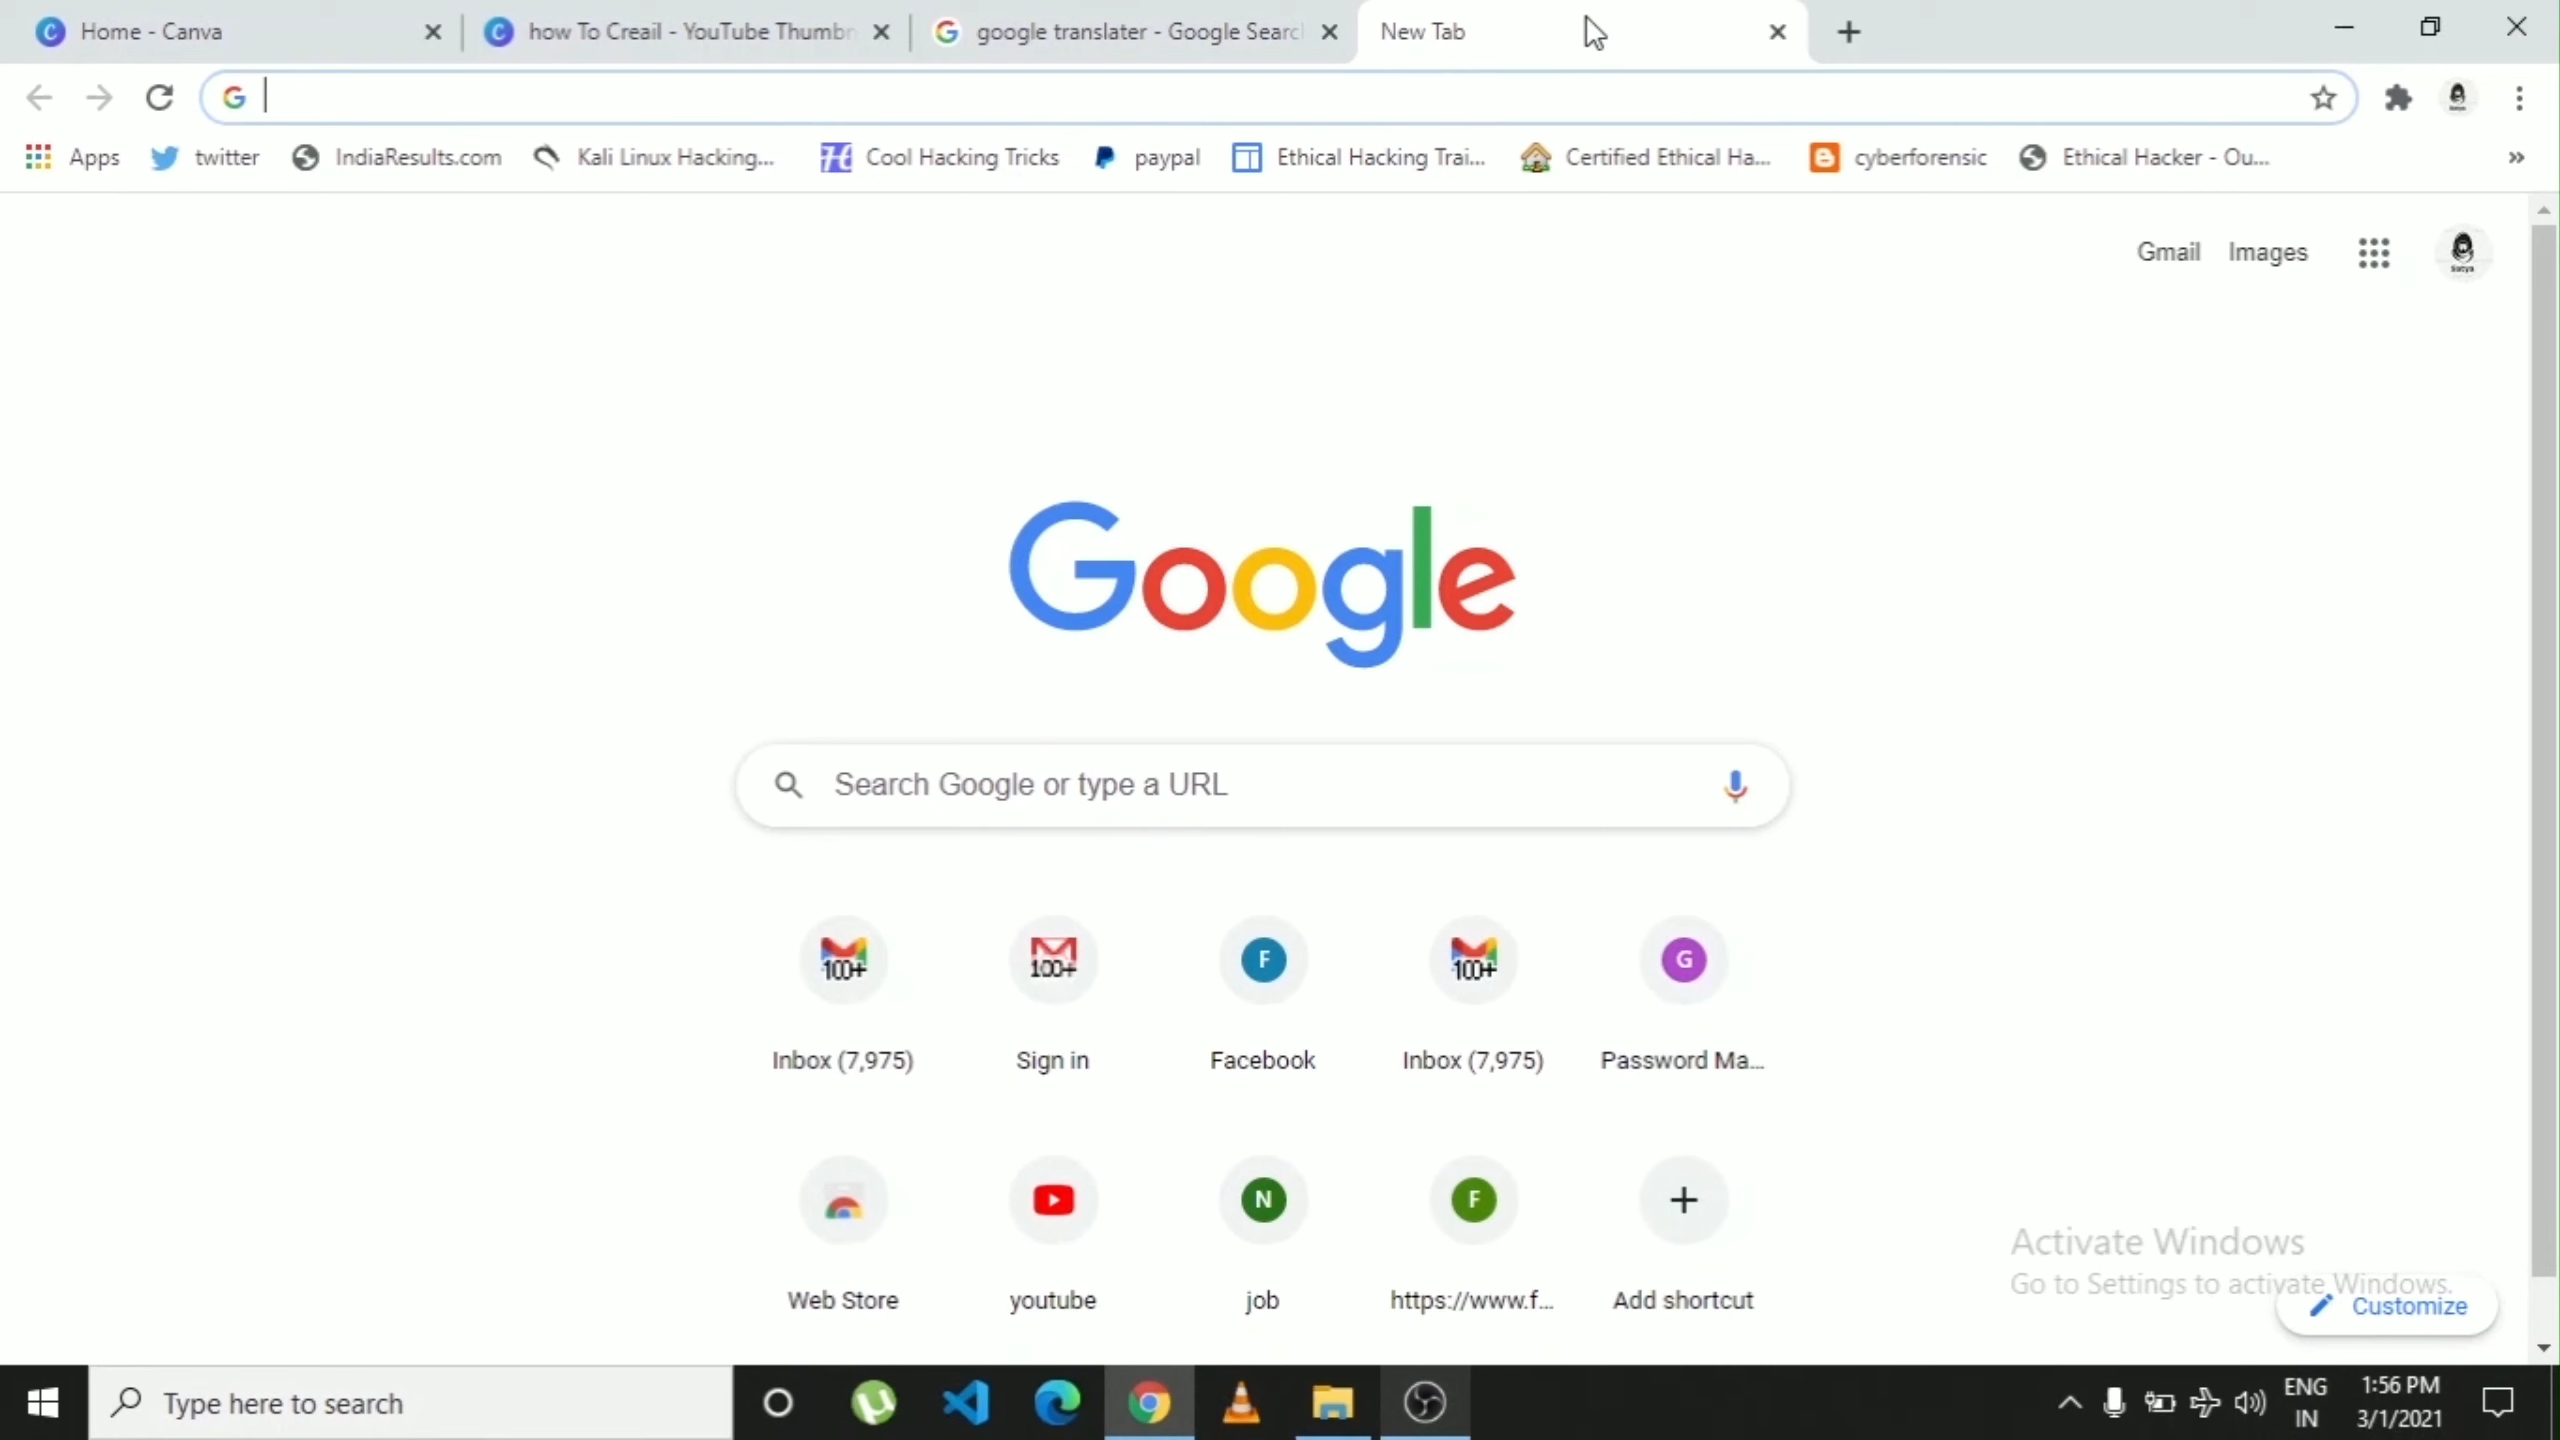 Home - Canva
how To Creail - YouTube Thumbn
google translater - Google Searc
New Tab
Apps
twitter
IndiaResults.com
Kali Linux Hacking...
Cool Hacking Tricks
paypal
Ethical Hacking Trai...
Certified Ethical Ha...
cyberforensic
Ethical Hacker - Ou...
Gmail Images
Satya
Google
Search Google or type a URL
100+
100+
F
100+
G
Inbox (7,975)
Sign in
Facebook
Inbox (7,975)
Password Ma...
N
F
Web Store
youtube
job
https://www.f...
Add shortcut
Activate Windows
Go to Settings to activate Windows.
Customize
Type here to search
ENG
IN
1:56 PM
3/1/2021